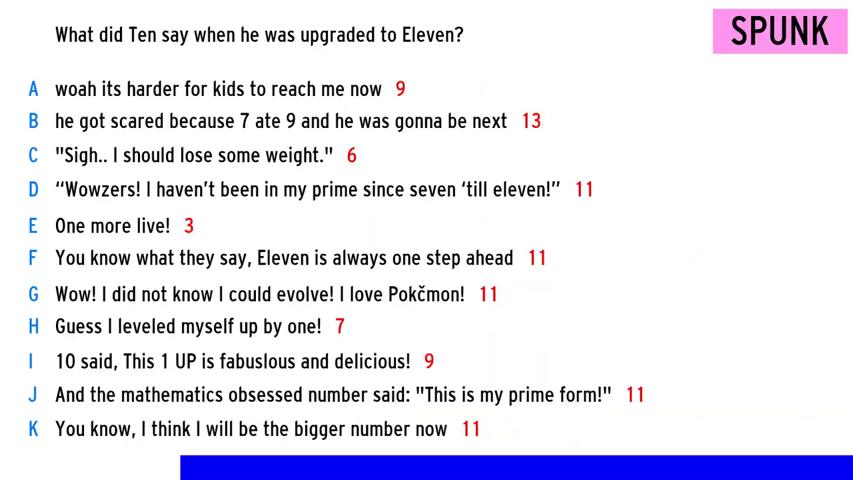 What did Ten say when he was upgraded to Eleven?
SPUNK
A woah its harder for kids to reach me now 9
B he got scared because 7 ate 9 and he was gonna be next 13
C "Sigh.. I should lose some weight." 6
D “Wowzers! I haven’t been in my prime since seven ‘till eleven!” 11
E One more live! 3
F You know what they say, Eleven is always one step ahead 11
G Wow! I did not know I could evolve! I love Pokčmon! 11
H Guess I leveled myself up by one! 7
I 10 said, This 1 UP is fabuslous and delicious! 9
J And the mathematics obsessed number said: "This is my prime form!" 11
K You know, I think I will be the bigger number now 11